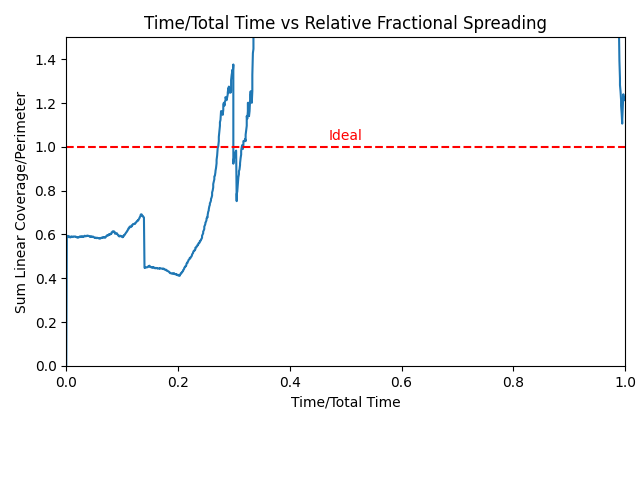 Time/Total Time vs Relative Fractional Spreading
1.4
1.2
1.0
0.8
0.6
0.4
0.2
0.0
Sum Linear Coverage/Perimeter
Ideal
0.0 0.2 0.4 0.6 0.8 1.0
Time/Total Time